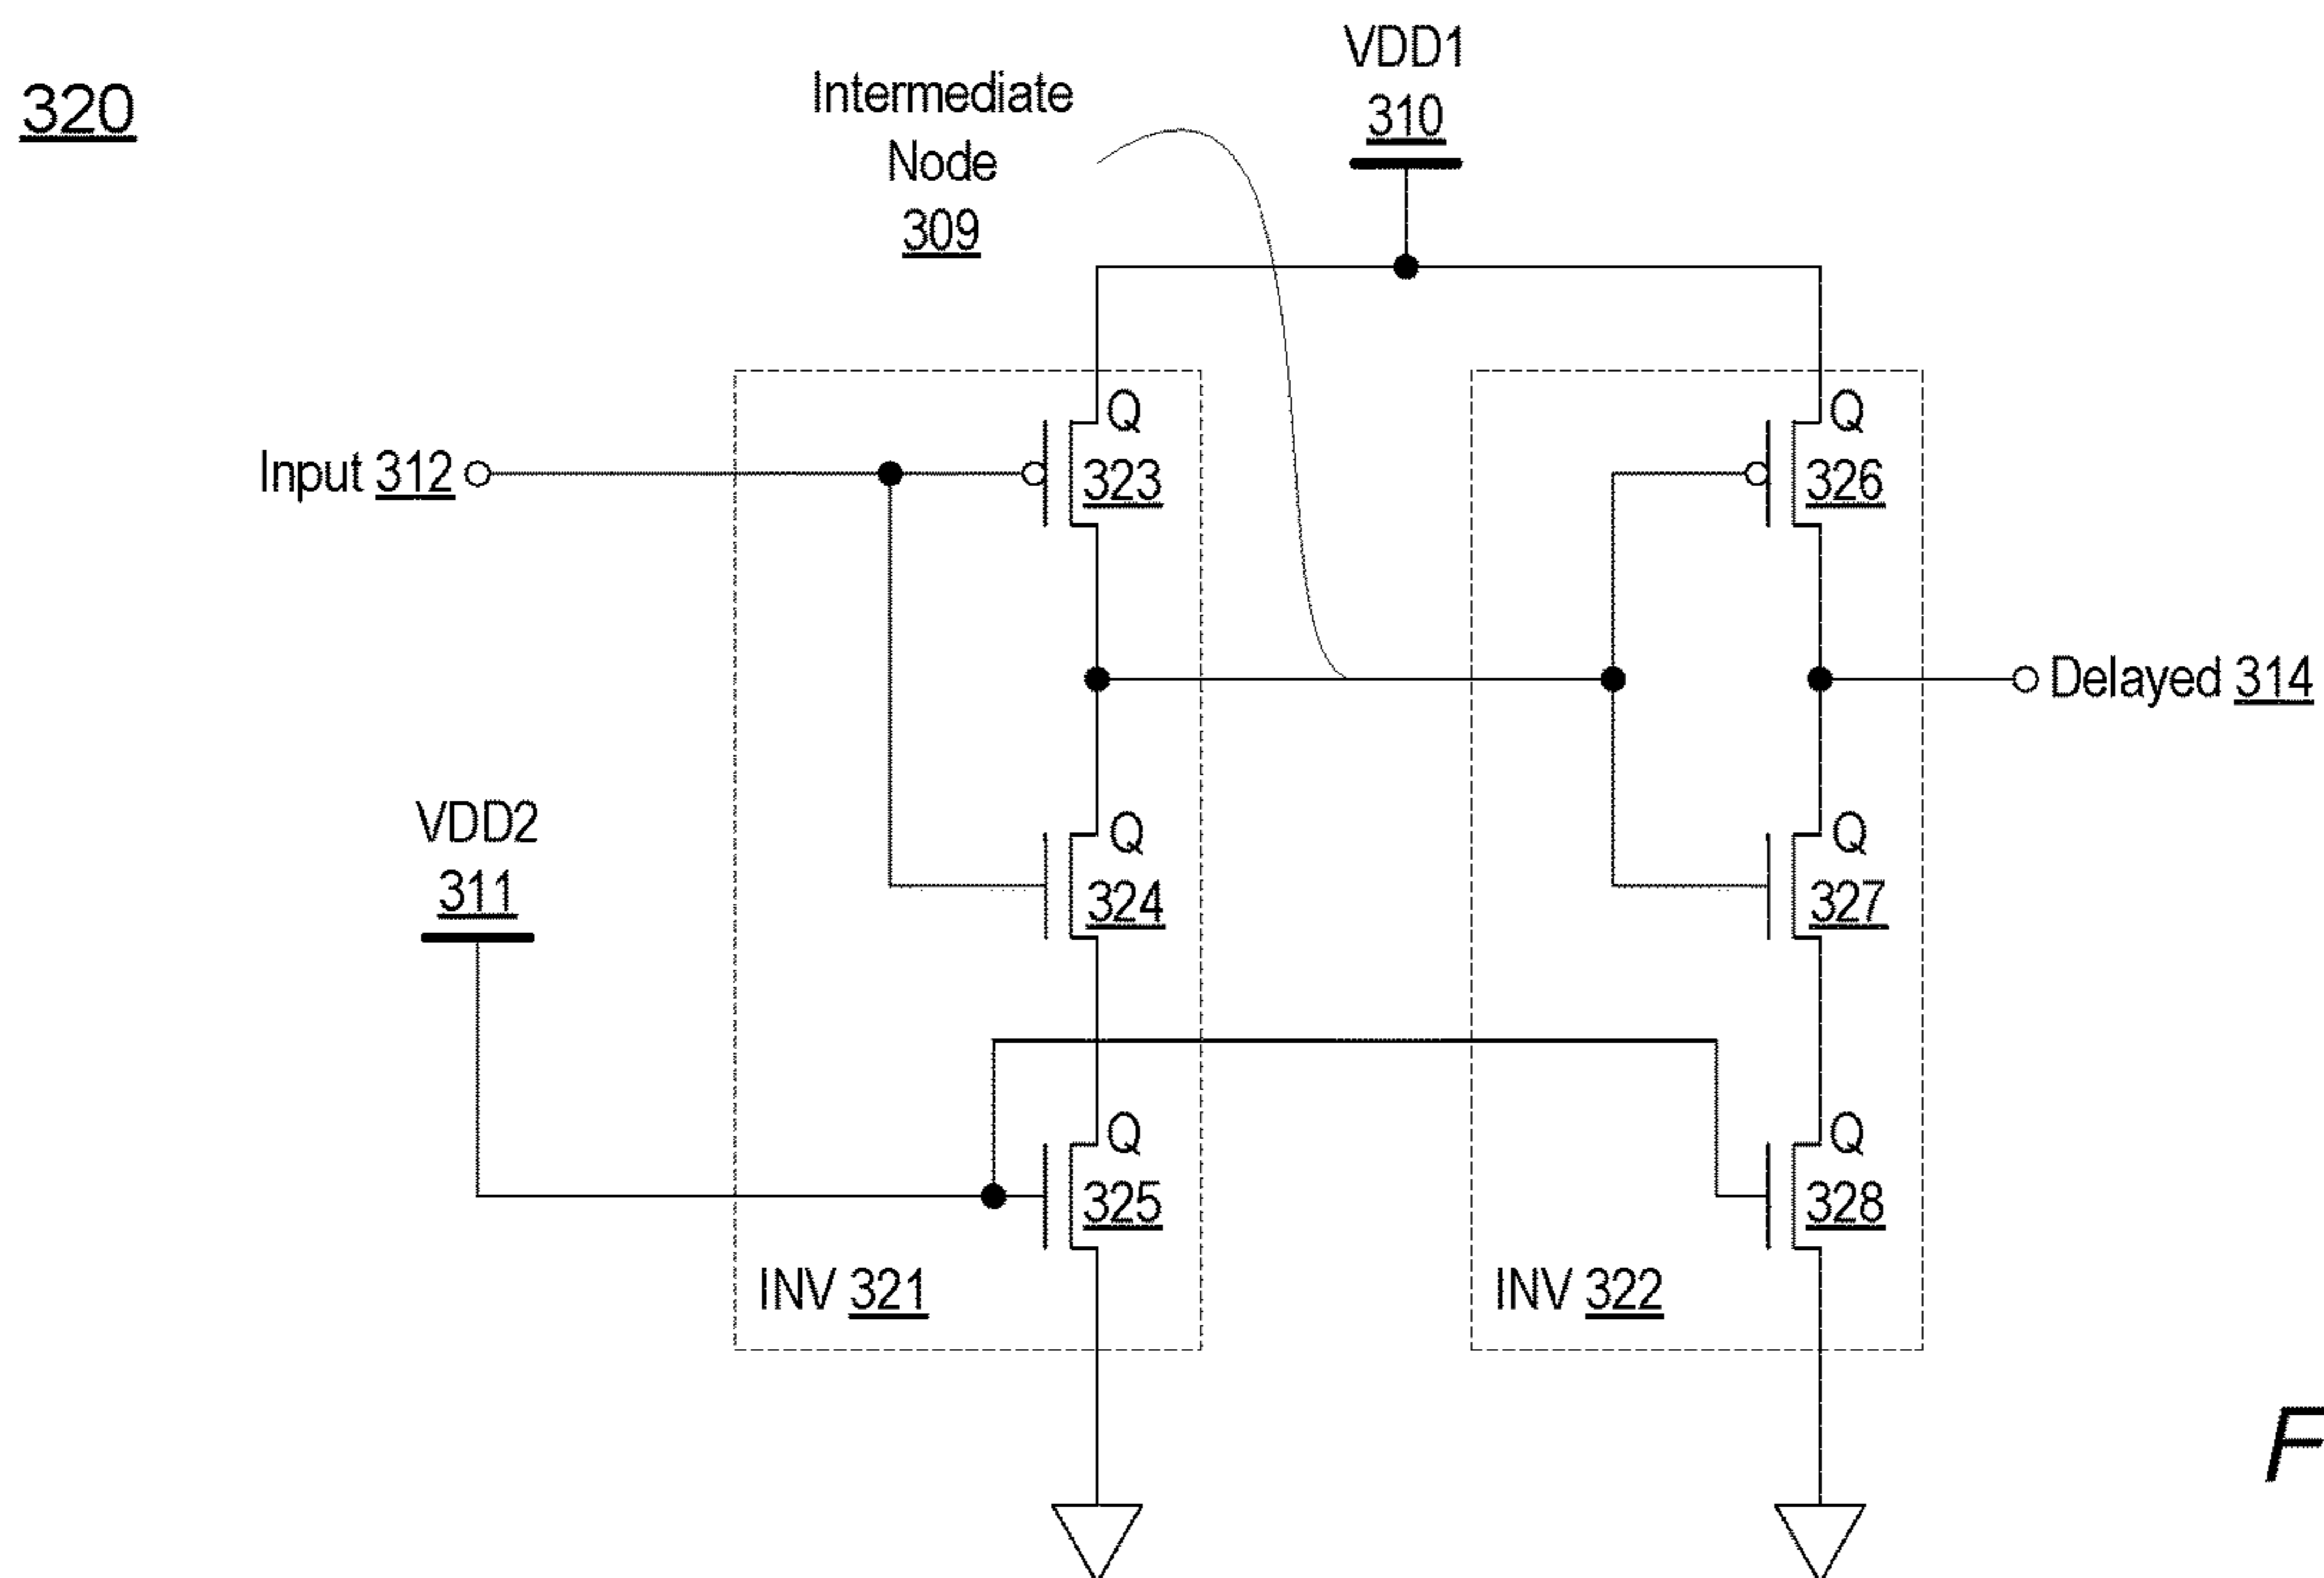 320
Intermediate
Node
309
VDD1
310
Input 312
Q
323
Q
326
Delayed 314
VDD2
311
Q
324
Q
327
Q
325
Q
328
INV 321
INV 322
F